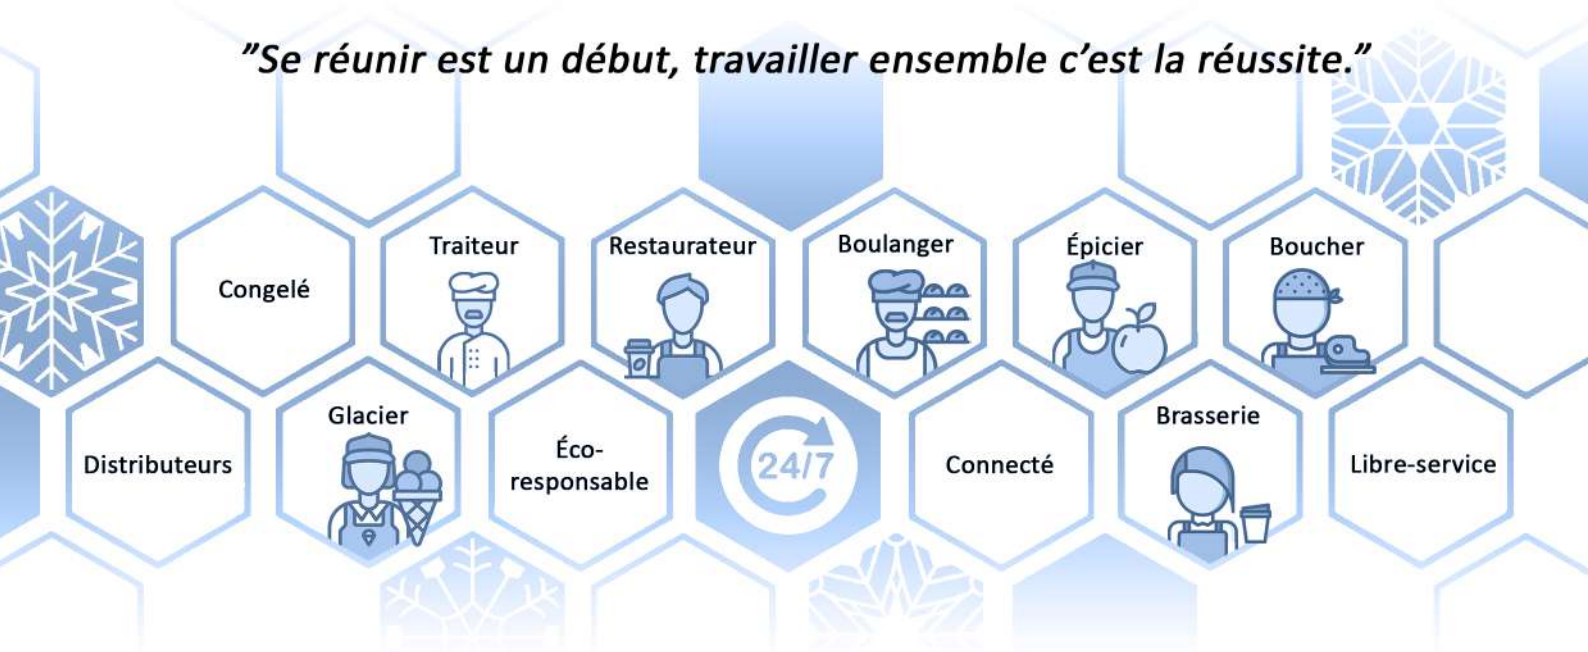 ”Se réunir est un début, travailler ensemble c’est la réussite.”
Congelé
Traiteur
Restaurateur
Boulanger
Épicier
Boucher
Distributeurs
Glacier
Éco-
responsable
24/7
Connecté
Brasserie
Libre-service